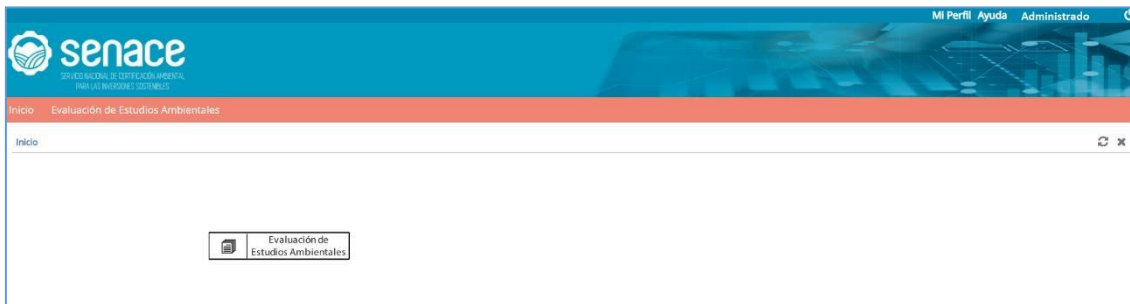 Mi Perfil Ayuda Administrado
senace
SERVICIO NACIONAL DE CERTIFICACIÓN AMBIENTAL
PARA LAS INVERSIONES SOSTENIBLES
Inicio Evaluación de Estudios Ambientales
Inicio
Evaluación de
Estudios Ambientales